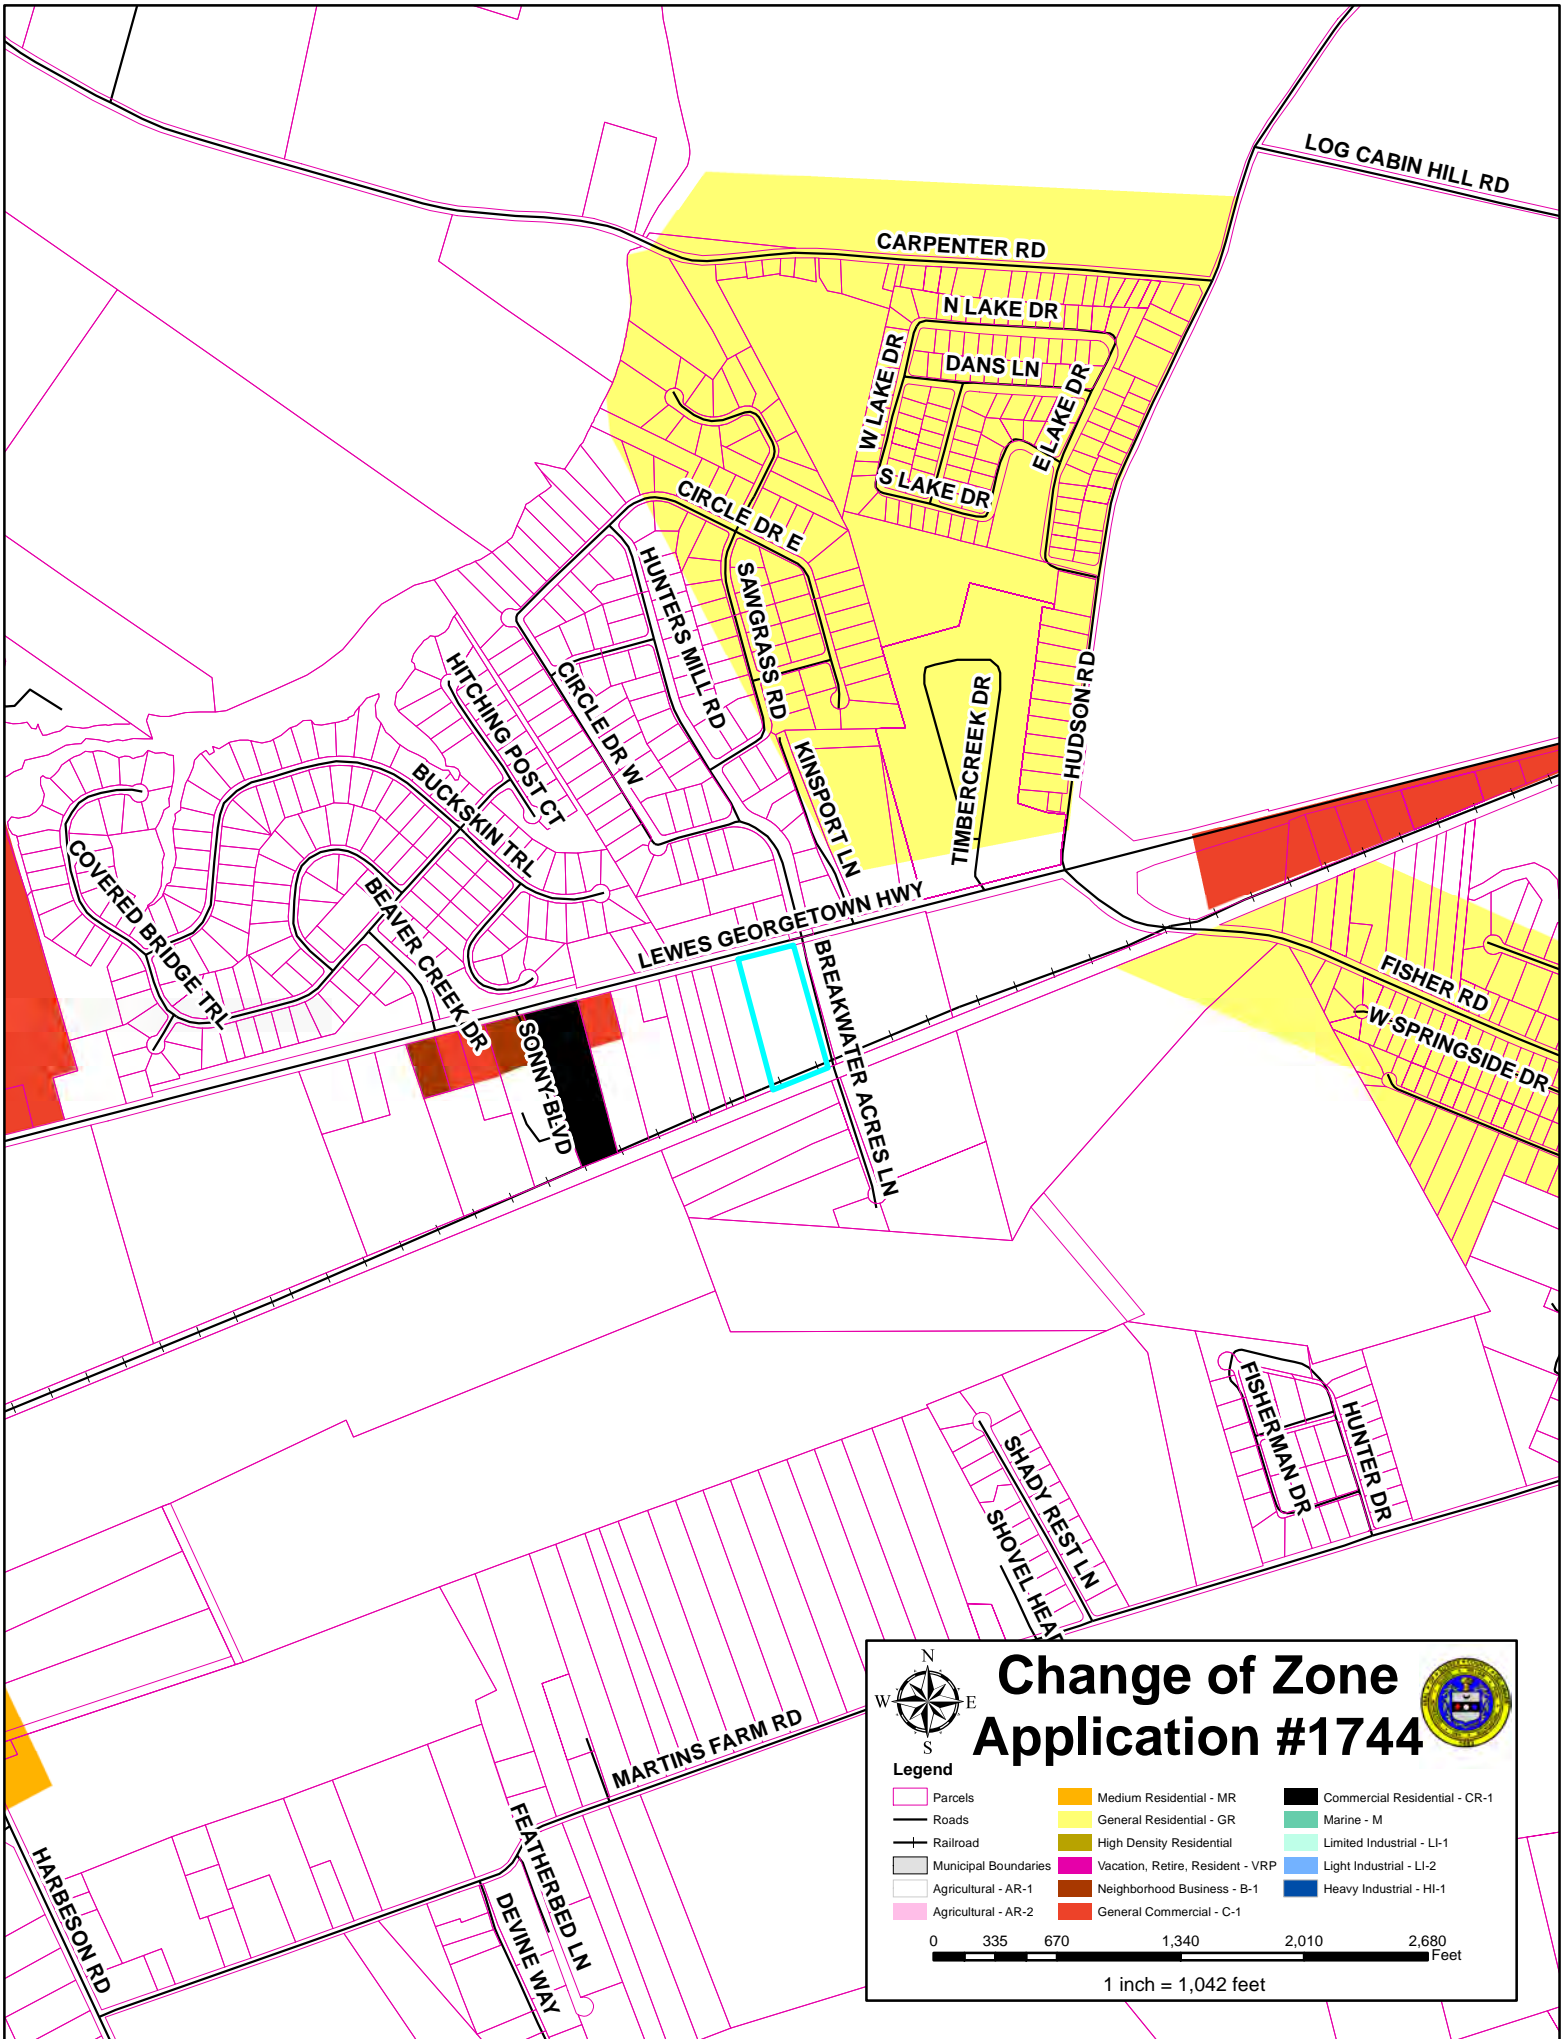 LOG CABIN HILL RD
CARPENTER RD
N LAKE DR
DANS LN
W LAKE DR
E LAKE DR
S LAKE DR
CIRCLE DR E
HUNTERS MILL RD
SAWGRASS RD
HITCHING POST CT
CIRCLE DR W
HUDSON RD
TIMBERCREEK DR
KINSPORT LN
BUCKSKIN TRL
COVERED BRIDGE TRL
BEAVER CREEK DR
LEWES GEORGETOWN HWY
BREAKWATER ACRES LN
FISHER RD
W SPRINGSIDE DR
SONNY BLVD
FISHERMAN DR
HUNTER DR
SHADY REST LN
SHOVEL HEAD
MARTINS FARM RD
FEATHERBED LN
DEVINE WAY
HARBESON RD
N
W E
S
Change of Zone
Application #1744
Legend
Parcels
Roads
Railroad
Municipal Boundaries
Agricultural - AR-1
Agricultural - AR-2
Medium Residential - MR
General Residential - GR
High Density Residential
Vacation, Retire, Resident - VRP
Neighborhood Business - B-1
General Commercial - C-1
Commercial Residential - CR-1
Marine - M
Limited Industrial - LI-1
Light Industrial - LI-2
Heavy Industrial - HI-1
0 335 670 1,340 2,010 2,680
Feet
1 inch = 1,042 feet